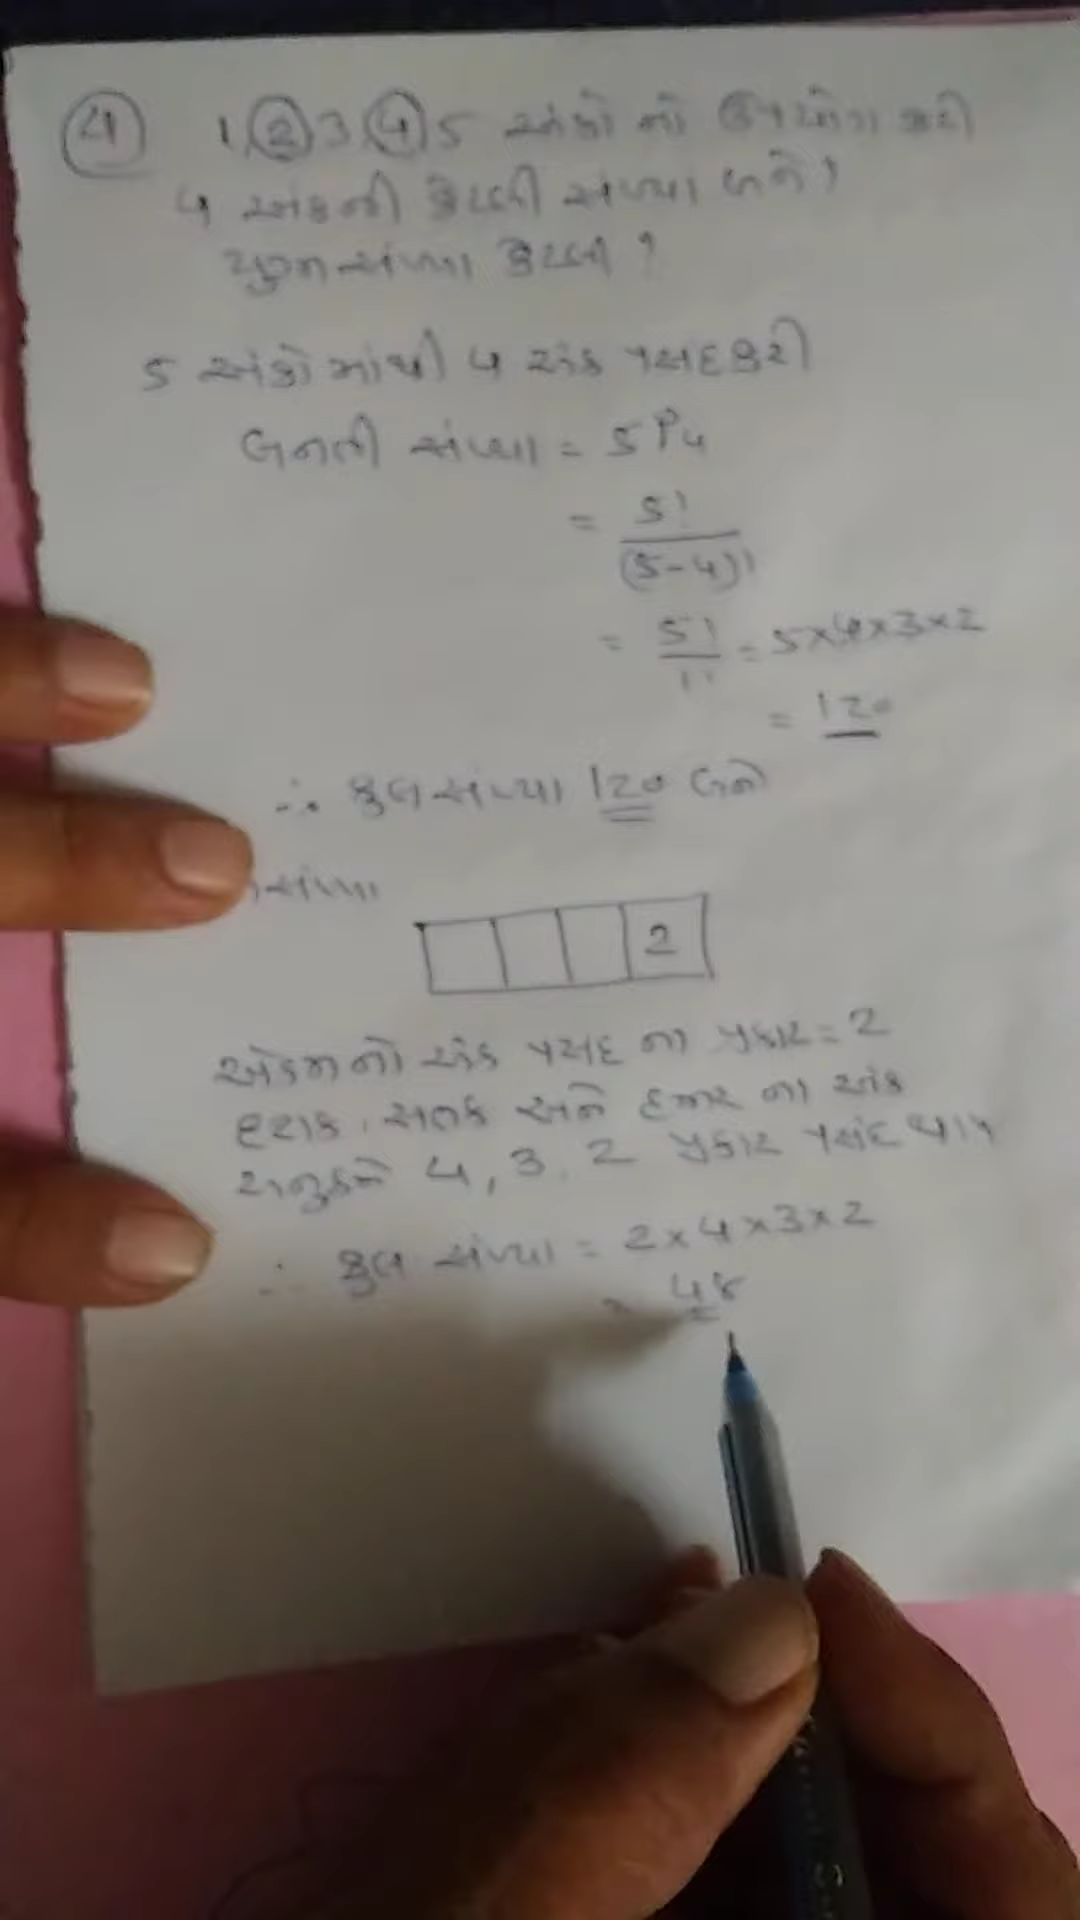 (4) 1, 2, 3, 4, 5 અંકો નો ઉપયોગ કરી
4 અંકની કેટલી સંખ્યા બને?
યુગ્મ સંખ્યા કેટલી?
5 અંકો માંથી 4 અંક પસંદ કરી
બનતી સંખ્યા = 5P4
= 5! / (5-4)!
= 5! / 1! = 5×4×3×2
= 120
∴ કુલ સંખ્યા 120 બને
સંખ્યા
2
એકમનો અંક પસંદ ના પ્રકાર = 2
દશક, સતક અને હજાર ના અંક
અનુક્રમે 4, 3, 2 પ્રકારે પસંદ થાય
∴ કુલ સંખ્યા = 2×4×3×2
= 48